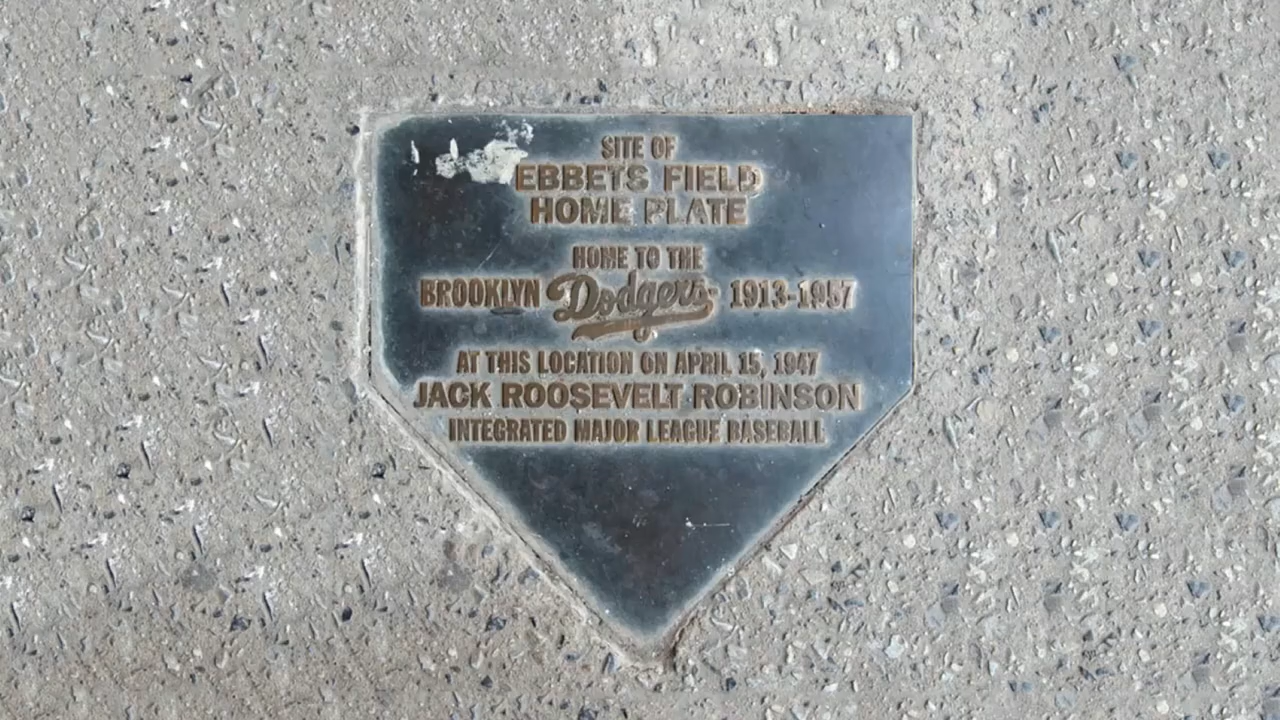 SITE OF
EBBETS FIELD
HOME PLATE
HOME TO THE
BROOKLYN Dodgers 1913-1957
AT THIS LOCATION ON APRIL 15, 1947
JACK ROOSEVELT ROBINSON
INTEGRATED MAJOR LEAGUE BASEBALL